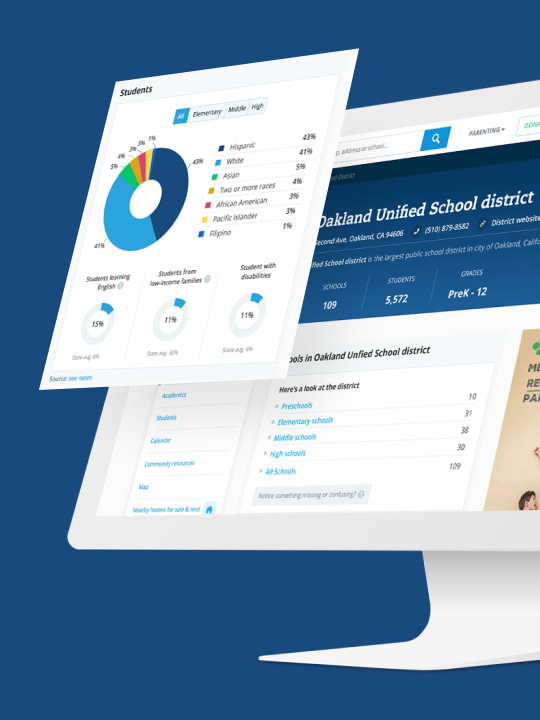 Students
All Elementary Middle High
1%
3%
3%
4%
5%
43%
41%
Hispanic 43%
White 41%
Asian 5%
Two or more races 4%
African American 3%
Pacific Islander 3%
Filipino 1%
Students learning
English
15%
State avg. 6%
Students from
low-income families
11%
State avg. 30%
Student with
disabilities
11%
State avg. 6%
Source: see notes
address or school...
PARENTING
DONA
District
Oakland Unified School district
Second Ave, Oakland, CA 94606
(510) 879-8582
District website
fied School district is the largest public school district in city of Oakland, Califo
SCHOOLS
109
STUDENTS
5,572
GRADES
PreK - 12
ools in Oakland Unfied School district
Here's a look at the district
Preschools 10
Elementary schools 31
Middle schools 38
High schools 30
All Schools 109
Notice something missing or confusing?
Academics
Students
Calendar
Community resources
Map
Nearby homes for sale & rent
ME
RE
PA